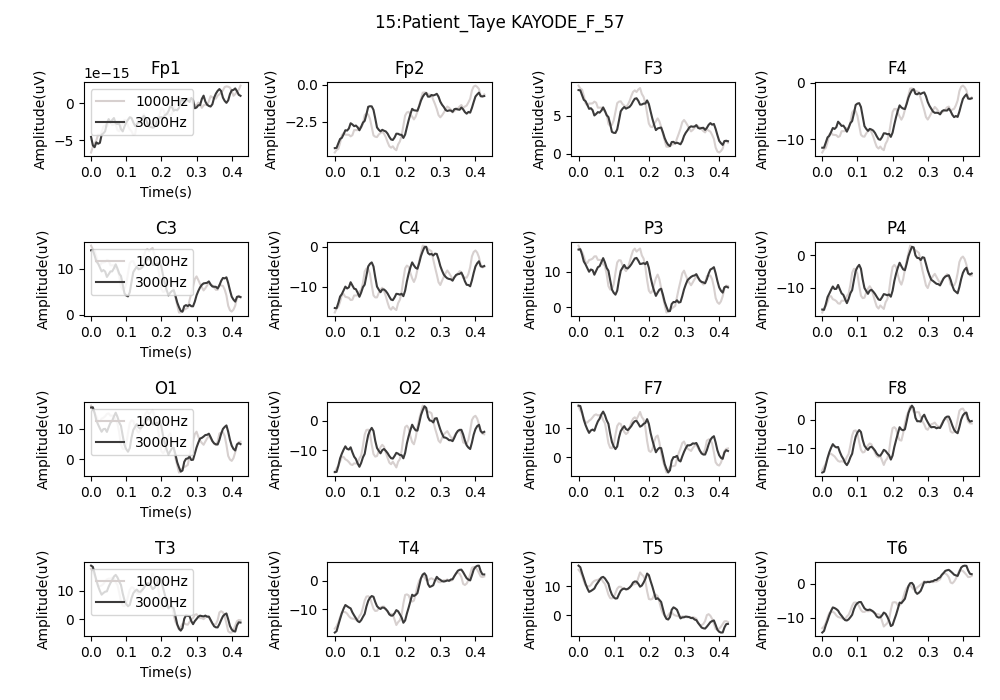 15:Patient_Taye KAYODE_F_57
1e−15 Fp1 Fp2 F3 F4
Amplitude(uV) 0 −5 1000Hz 3000Hz 0.0 0.1 0.2 0.3 0.4 Time(s)
Amplitude(uV) 0.0 −2.5 0.0 0.1 0.2 0.3 0.4
Amplitude(uV) 5 0 0.0 0.1 0.2 0.3 0.4
Amplitude(uV) 0 −10 0.0 0.1 0.2 0.3 0.4
C3 C4 P3 P4
Amplitude(uV) 10 0 1000Hz 3000Hz 0.0 0.1 0.2 0.3 0.4 Time(s)
Amplitude(uV) 0 −10 0.0 0.1 0.2 0.3 0.4
Amplitude(uV) 10 0 0.0 0.1 0.2 0.3 0.4
Amplitude(uV) 0 −10 0.0 0.1 0.2 0.3 0.4
O1 O2 F7 F8
Amplitude(uV) 10 0 1000Hz 3000Hz 0.0 0.1 0.2 0.3 0.4 Time(s)
Amplitude(uV) 0 −10 0.0 0.1 0.2 0.3 0.4
Amplitude(uV) 10 0 0.0 0.1 0.2 0.3 0.4
Amplitude(uV) 0 −10 0.0 0.1 0.2 0.3 0.4
T3 T4 T5 T6
Amplitude(uV) 10 0 1000Hz 3000Hz 0.0 0.1 0.2 0.3 0.4 Time(s)
Amplitude(uV) 0 −10 0.0 0.1 0.2 0.3 0.4
Amplitude(uV) 10 0 0.0 0.1 0.2 0.3 0.4
Amplitude(uV) 0 −10 0.0 0.1 0.2 0.3 0.4